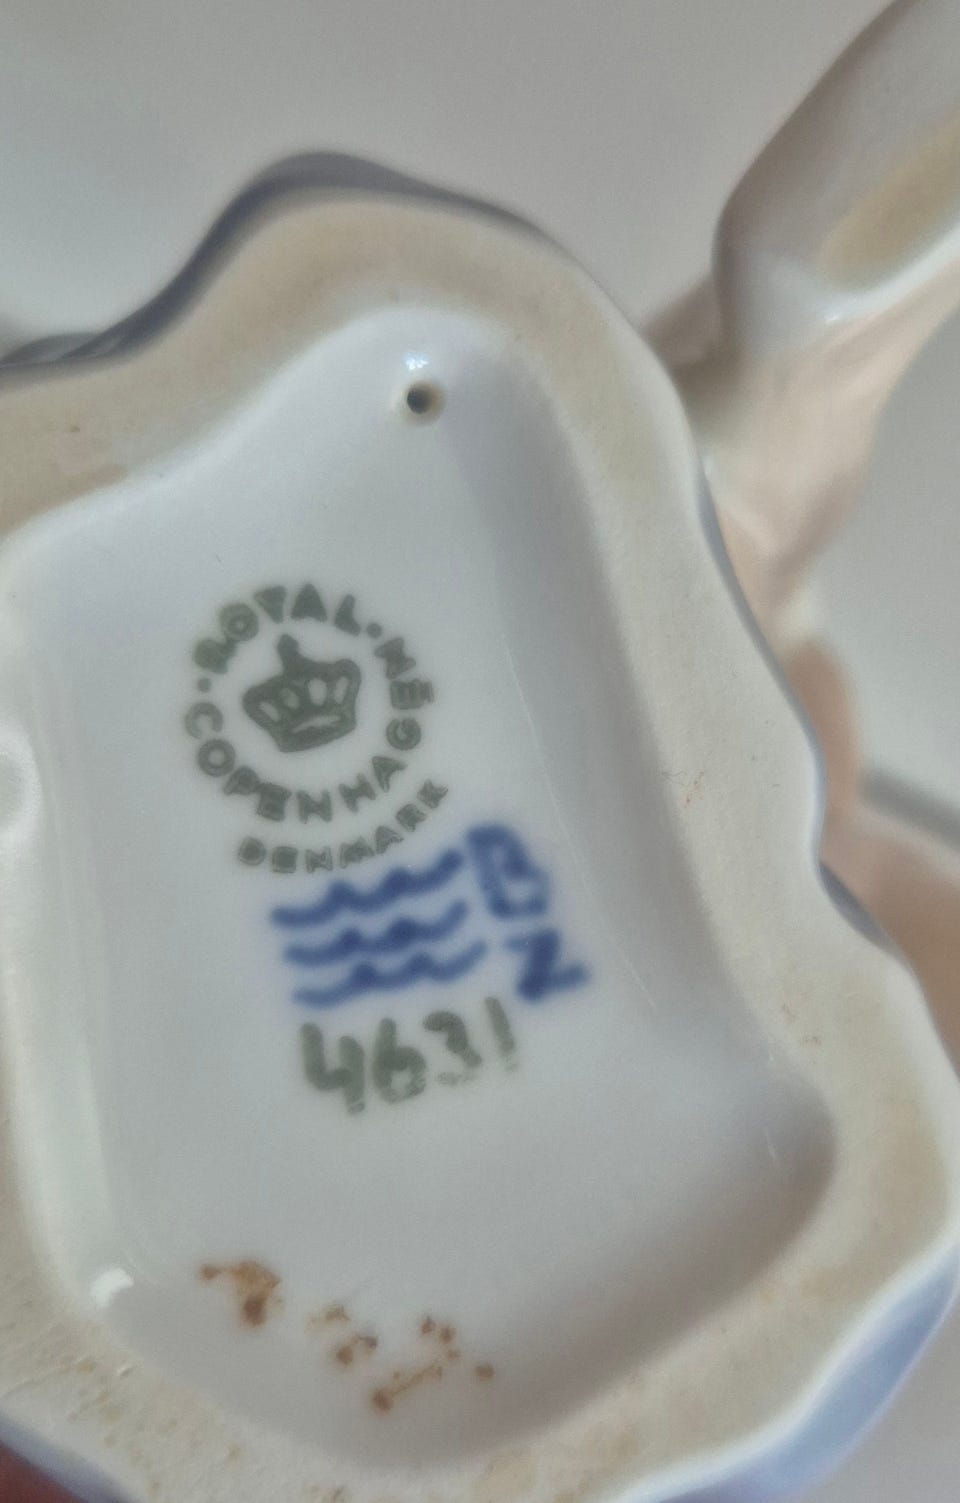 ROYAL · COPENHAGEN ·
DENMARK
B
Z
4631